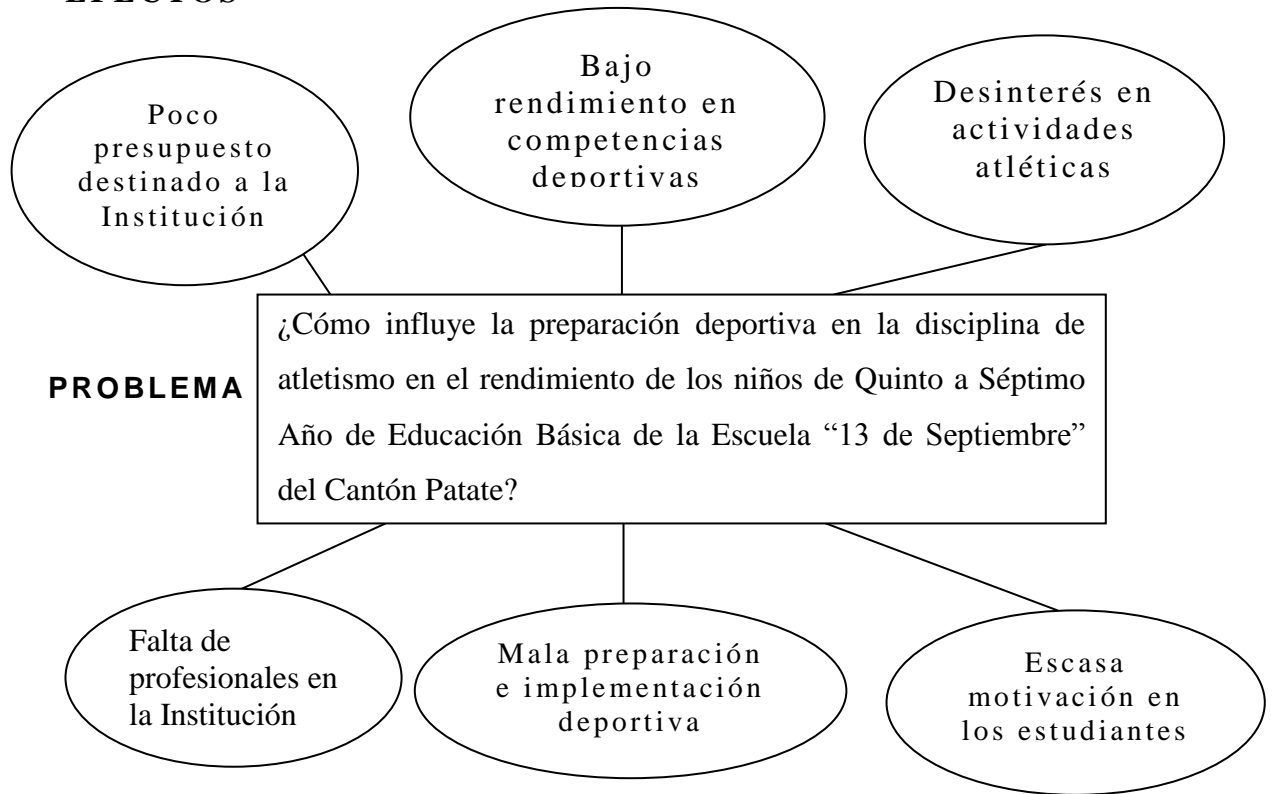 EFECTOS
Poco
presupuesto
destinado a la
Institución
Bajo
rendimiento en
competencias
deportivas
Desinterés en
actividades
atléticas
PROBLEMA
¿Cómo influye la preparación deportiva en la disciplina de
atletismo en el rendimiento de los niños de Quinto a Séptimo
Año de Educación Básica de la Escuela “13 de Septiembre”
del Cantón Patate?
Falta de
profesionales en
la Institución
Mala preparación
e implementación
deportiva
Escasa
motivación en
los estudiantes